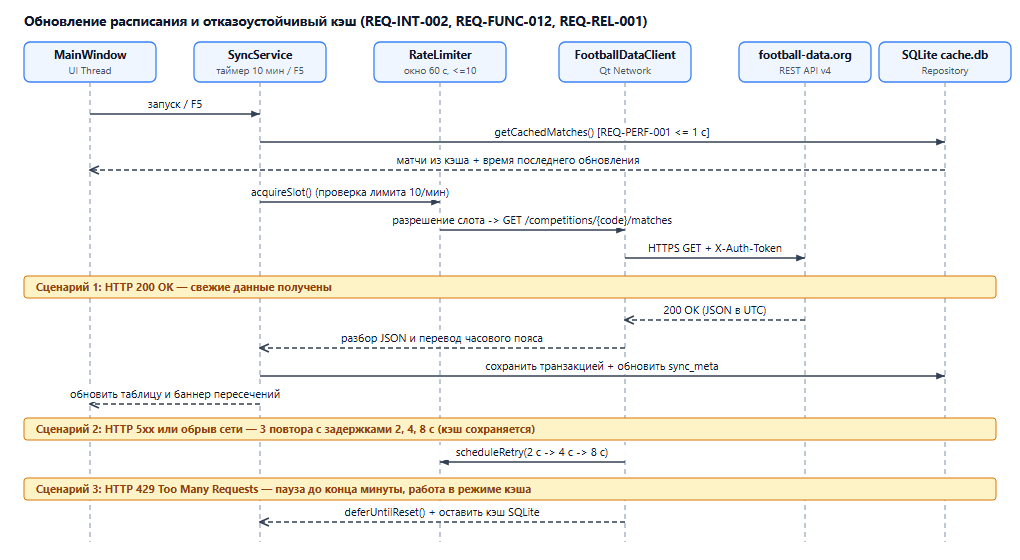 Обновление расписания и отказоустойчивый кэш (REQ-INT-002, REQ-FUNC-012, REQ-REL-001)
MainWindow
UI Thread
SyncService
таймер 10 мин / F5
RateLimiter
окно 60 с, <=10
FootballDataClient
Qt Network
football-data.org
REST API v4
SQLite cache.db
Repository
запуск / F5
getCachedMatches() [REQ-PERF-001 <= 1 с]
матчи из кэша + время последнего обновления
acquireSlot() (проверка лимита 10/мин)
разрешение слота -> GET /competitions/{code}/matches
HTTPS GET + X-Auth-Token
Сценарий 1: HTTP 200 OK — свежие данные получены
200 OK (JSON в UTC)
разбор JSON и перевод часового пояса
сохранить транзакцией + обновить sync_meta
обновить таблицу и баннер пересечений
Сценарий 2: HTTP 5xx или обрыв сети — 3 повтора с задержками 2, 4, 8 с (кэш сохраняется)
scheduleRetry(2 с -> 4 с -> 8 с)
Сценарий 3: HTTP 429 Too Many Requests — пауза до конца минуты, работа в режиме кэша
deferUntilReset() + оставить кэш SQLite